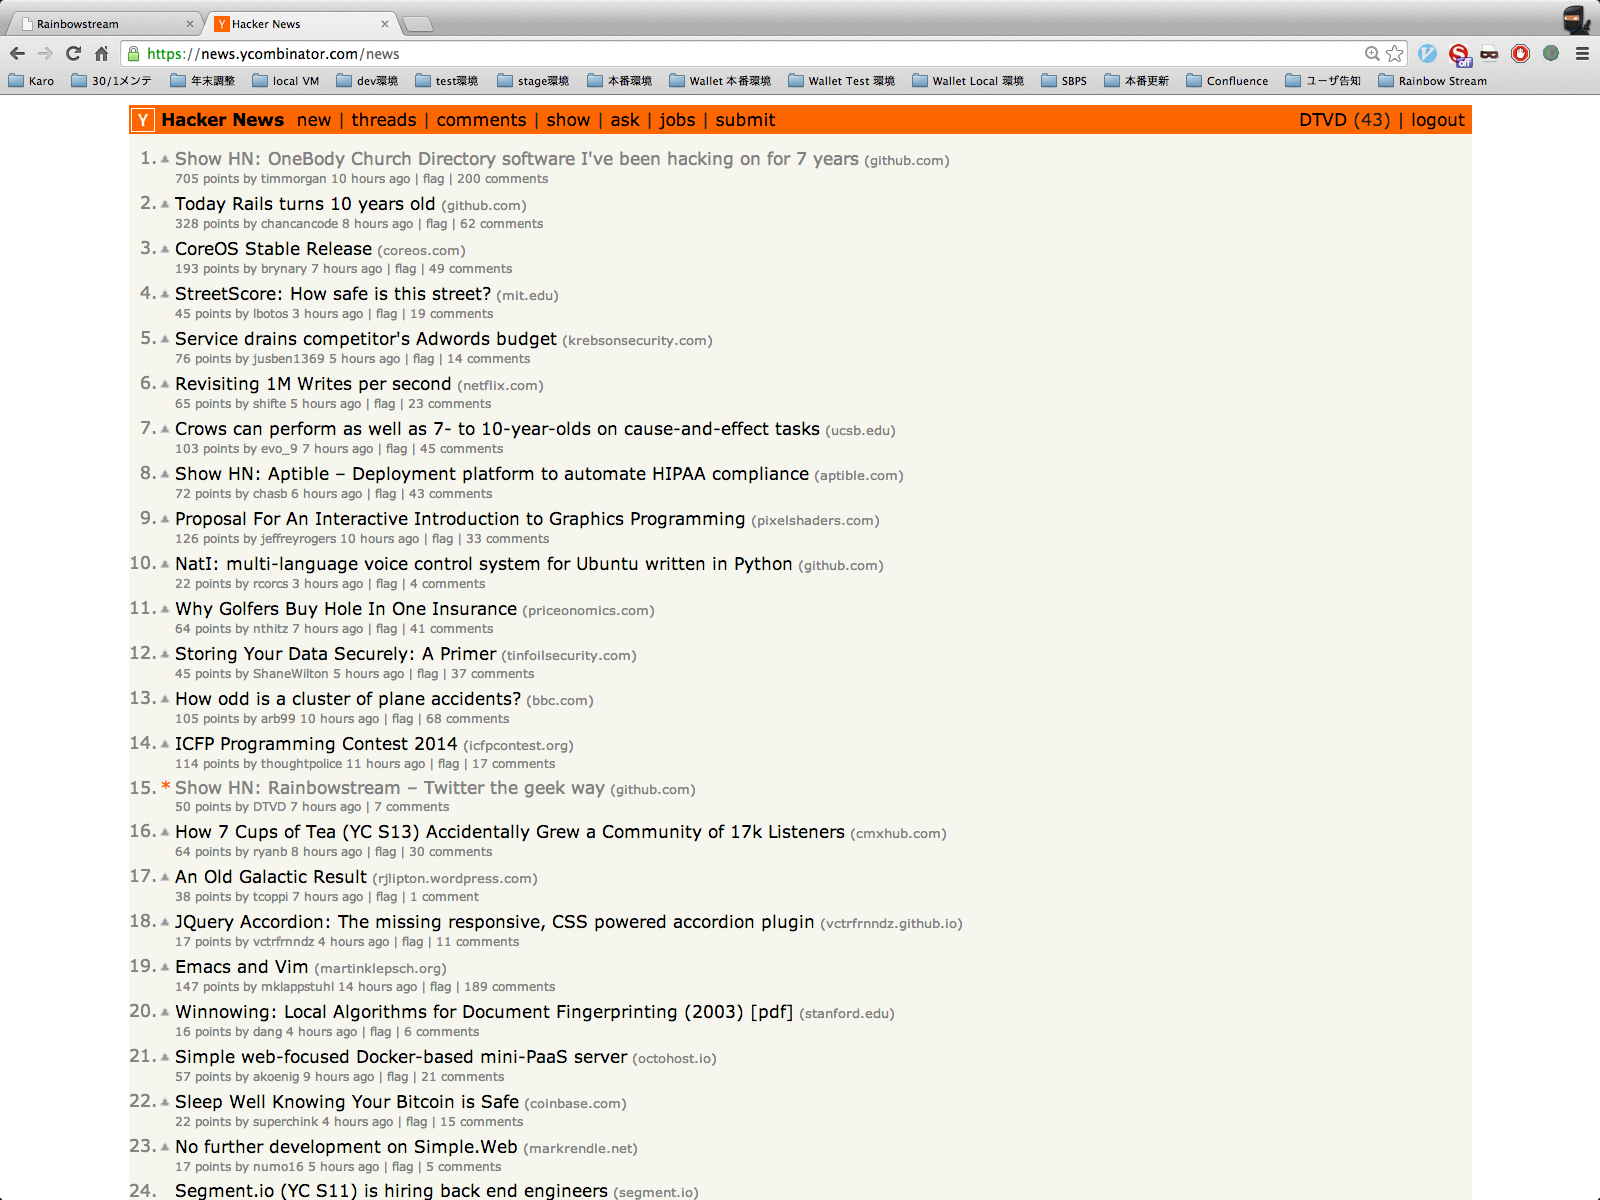 Rainbowstream
Hacker News
https://news.ycombinator.com/news
off
Karo 30/1メンテ 年末調整 local VM dev環境 test環境 stage環境 本番環境 Wallet 本番環境 Wallet Test 環境 Wallet Local 環境 SBPS 本番更新 Confluence ユーザ告知 Rainbow Stream
Y Hacker News new | threads | comments | show | ask | jobs | submit DTVD (43) | logout
1. Show HN: OneBody Church Directory software I've been hacking on for 7 years (github.com)
705 points by timmorgan 10 hours ago | flag | 200 comments
2. Today Rails turns 10 years old (github.com)
328 points by chancancode 8 hours ago | flag | 62 comments
3. CoreOS Stable Release (coreos.com)
193 points by brynary 7 hours ago | flag | 49 comments
4. StreetScore: How safe is this street? (mit.edu)
45 points by lbotos 3 hours ago | flag | 19 comments
5. Service drains competitor's Adwords budget (krebsonsecurity.com)
76 points by jusben1369 5 hours ago | flag | 14 comments
6. Revisiting 1M Writes per second (netflix.com)
65 points by shifte 5 hours ago | flag | 23 comments
7. Crows can perform as well as 7- to 10-year-olds on cause-and-effect tasks (ucsb.edu)
103 points by evo_9 7 hours ago | flag | 45 comments
8. Show HN: Aptible – Deployment platform to automate HIPAA compliance (aptible.com)
72 points by chasb 6 hours ago | flag | 43 comments
9. Proposal For An Interactive Introduction to Graphics Programming (pixelshaders.com)
126 points by jeffreyrogers 10 hours ago | flag | 33 comments
10. NatI: multi-language voice control system for Ubuntu written in Python (github.com)
22 points by rcorcs 3 hours ago | flag | 4 comments
11. Why Golfers Buy Hole In One Insurance (priceonomics.com)
64 points by nthitz 7 hours ago | flag | 41 comments
12. Storing Your Data Securely: A Primer (tinfoilsecurity.com)
45 points by ShaneWilton 5 hours ago | flag | 37 comments
13. How odd is a cluster of plane accidents? (bbc.com)
105 points by arb99 10 hours ago | flag | 68 comments
14. ICFP Programming Contest 2014 (icfpcontest.org)
114 points by thoughtpolice 11 hours ago | flag | 17 comments
15. * Show HN: Rainbowstream – Twitter the geek way (github.com)
50 points by DTVD 7 hours ago | 7 comments
16. How 7 Cups of Tea (YC S13) Accidentally Grew a Community of 17k Listeners (cmxhub.com)
64 points by ryanb 8 hours ago | flag | 30 comments
17. An Old Galactic Result (rjlipton.wordpress.com)
38 points by tcoppi 7 hours ago | flag | 1 comment
18. JQuery Accordion: The missing responsive, CSS powered accordion plugin (vctrfrnndz.github.io)
17 points by vctrfrnndz 4 hours ago | flag | 11 comments
19. Emacs and Vim (martinklepsch.org)
147 points by mklappstuhl 14 hours ago | flag | 189 comments
20. Winnowing: Local Algorithms for Document Fingerprinting (2003) [pdf] (stanford.edu)
16 points by dang 4 hours ago | flag | 6 comments
21. Simple web-focused Docker-based mini-PaaS server (octohost.io)
57 points by akoenig 9 hours ago | flag | 21 comments
22. Sleep Well Knowing Your Bitcoin is Safe (coinbase.com)
22 points by superchink 4 hours ago | flag | 15 comments
23. No further development on Simple.Web (markrendle.net)
17 points by numo16 5 hours ago | flag | 5 comments
24. Segment.io (YC S11) is hiring back end engineers (segment.io)